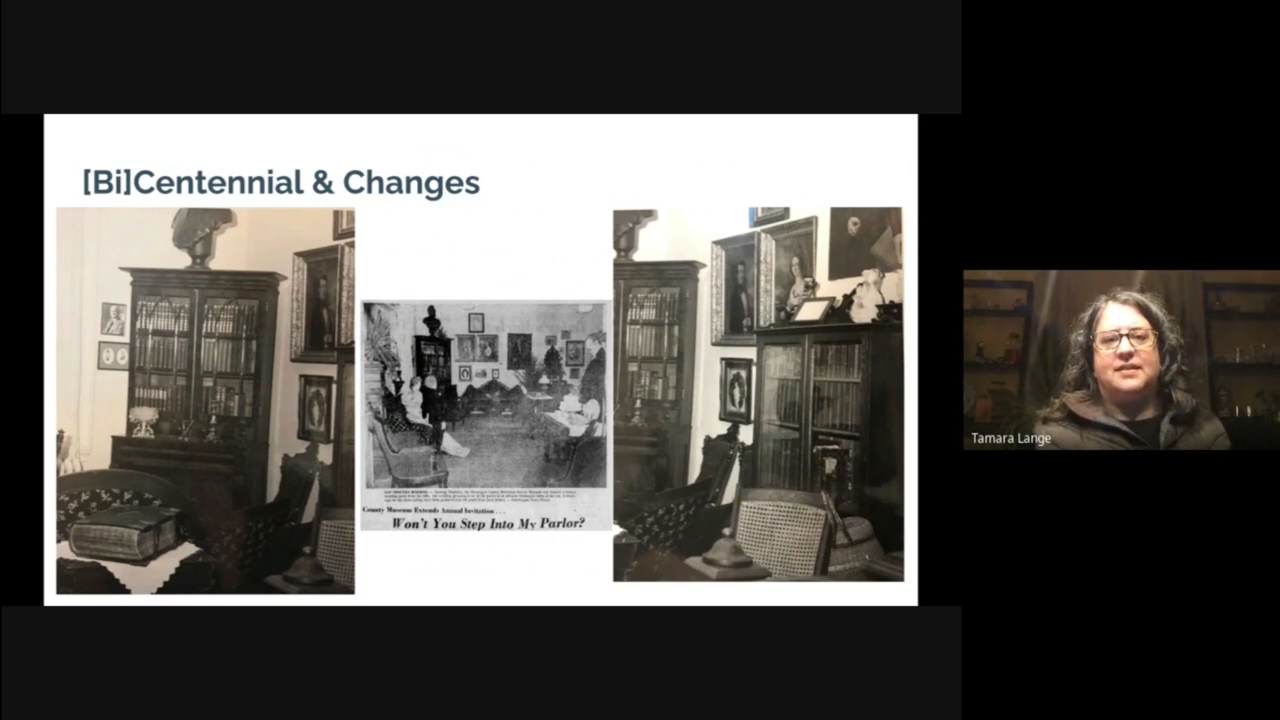 [Bi]Centennial & Changes
County Museum Extends Annual Invitation . . .
Won't You Step Into My Parlor?
Tamara Lange